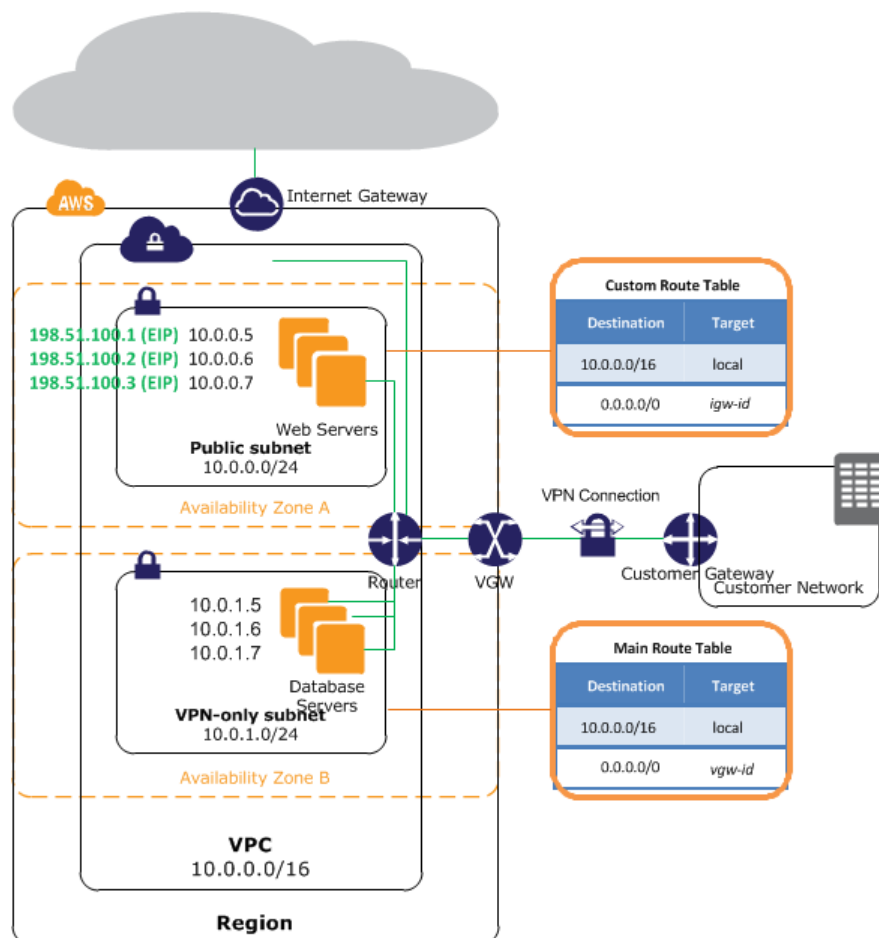 Internet Gateway
AWS
198.51.100.1 (EIP) 10.0.0.5
198.51.100.2 (EIP) 10.0.0.6
198.51.100.3 (EIP) 10.0.0.7
Web Servers
Public subnet
10.0.0.0/24
Availability Zone A
Custom Route Table
Destination Target
10.0.0.0/16 local
0.0.0.0/0 igw-id
VPN Connection
Router
VGW
Customer Gateway
Customer Network
10.0.1.5
10.0.1.6
10.0.1.7
Database
Servers
VPN-only subnet
10.0.1.0/24
Availability Zone B
Main Route Table
Destination Target
10.0.0.0/16 local
0.0.0.0/0 vgw-id
VPC
10.0.0.0/16
Region